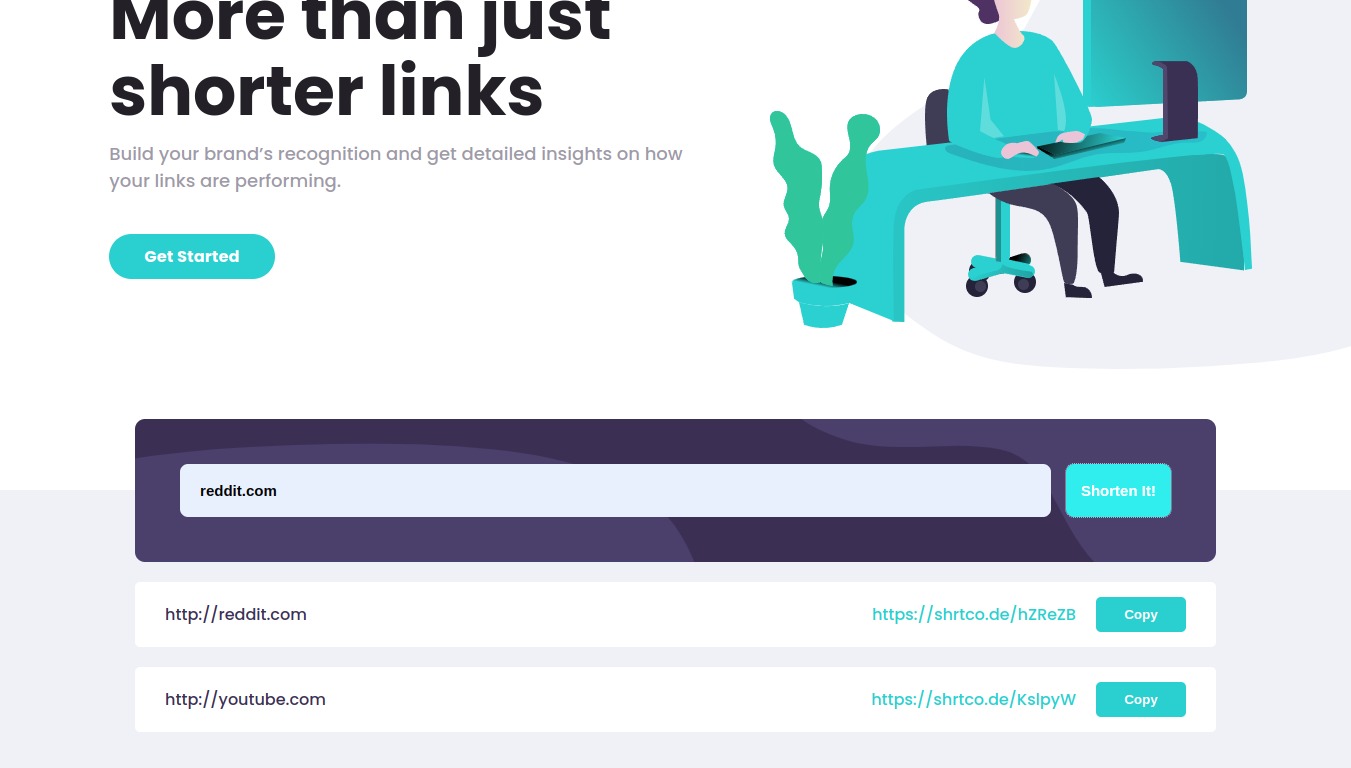 More than just
shorter links
Build your brand’s recognition and get detailed insights on how
your links are performing.
Get Started
reddit.com
Shorten It!
http://reddit.com
https://shrtco.de/hZReZB
Copy
http://youtube.com
https://shrtco.de/KslpyW
Copy